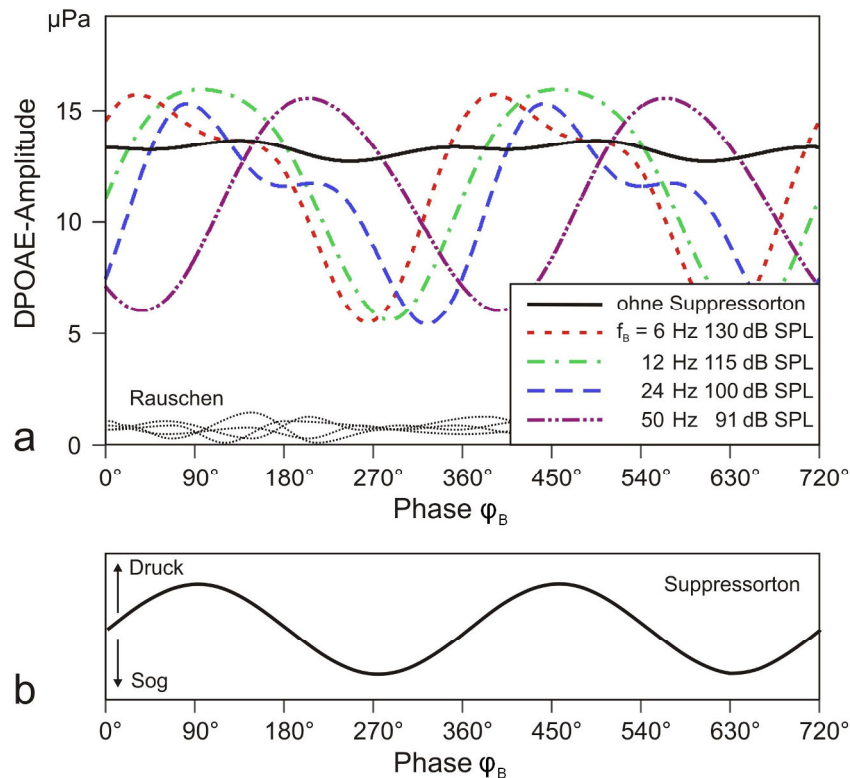 µPa
15
10
5
0
DPOAE-Amplitude
ohne Suppressorton
f_B = 6 Hz 130 dB SPL
12 Hz 115 dB SPL
24 Hz 100 dB SPL
50 Hz 91 dB SPL
Rauschen
a
0° 90° 180° 270° 360° 450° 540° 630° 720°
Phase φ_B
Druck
Suppressorton
Sog
b
0° 90° 180° 270° 360° 450° 540° 630° 720°
Phase φ_B